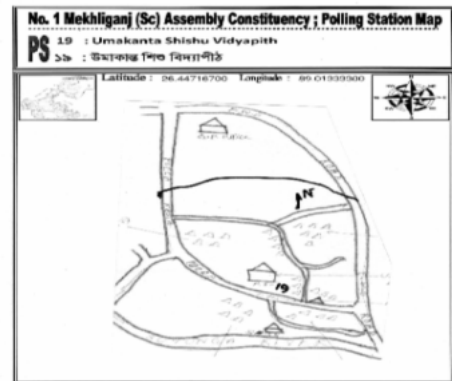 No. 1 Mekhliganj (Sc) Assembly Constituency ; Polling Station Map
PS 19 : Umakanta Shishu Vidyapith
১৯ : উমাকান্ত শিশু বিদ্যাপীঠ
Latitude : 26.44716700 Longitude : 89.01333300
N
19